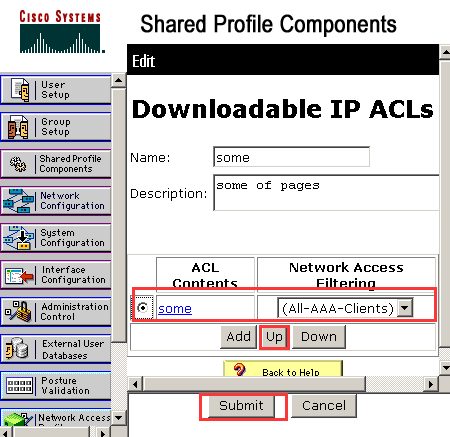 CISCO SYSTEMS
Shared Profile Components
Edit
User
Setup
Group
Setup
Shared Profile
Components
Network
Configuration
System
Configuration
Interface
Configuration
Administration
Control
External User
Databases
Posture
Validation
Network Access
Downloadable IP ACLs
Name: some
Description: some of pages
ACL
Contents
Network Access
Filtering
some (All-AAA-Clients)
Add Up Down
? Back to Help
Submit Cancel